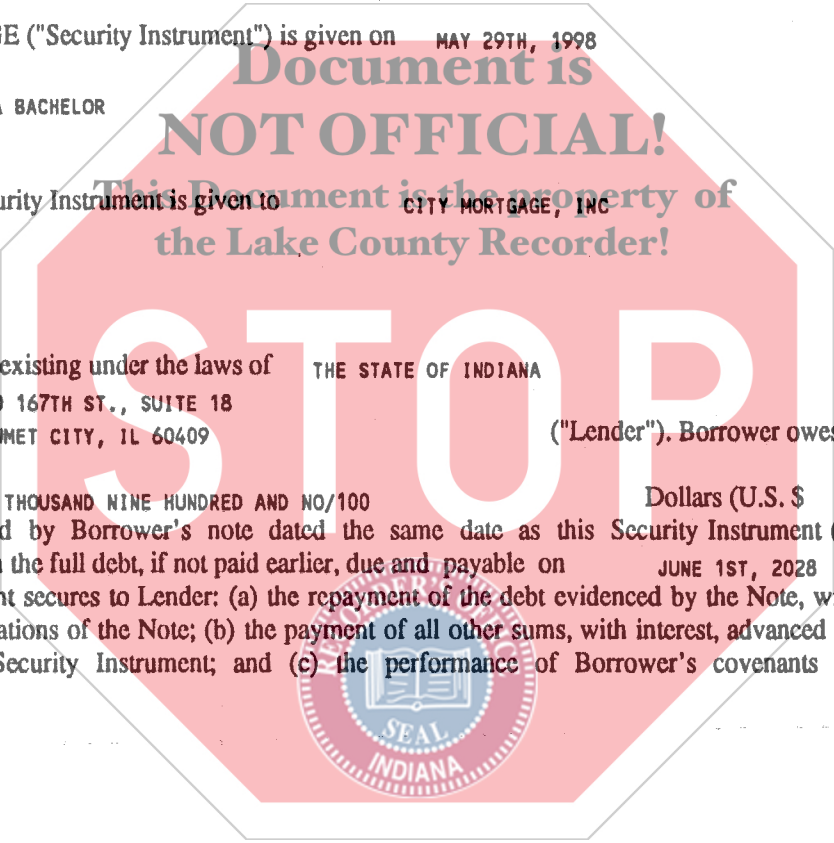 GE ("Security Instrument") is given on MAY 29TH, 1998
Document is
A BACHELOR
NOT OFFICIAL!
This Document is the property of
urity Instrument is given to CITY MORTGAGE, INC
the Lake County Recorder!
STOP
existing under the laws of THE STATE OF INDIANA
167TH ST., SUITE 18
MET CITY, IL 60409
("Lender"). Borrower owes
THOUSAND NINE HUNDRED AND NO/100 Dollars (U.S. $
d by Borrower's note dated the same date as this Security Instrument (
the full debt, if not paid earlier, due and payable on JUNE 1ST, 2028
nt secures to Lender: (a) the repayment of the debt evidenced by the Note, w
ations of the Note; (b) the payment of all other sums, with interest, advanced
Security Instrument; and (c) the performance of Borrower's covenants
RECORDER'S OFFICE
SEAL
INDIANA